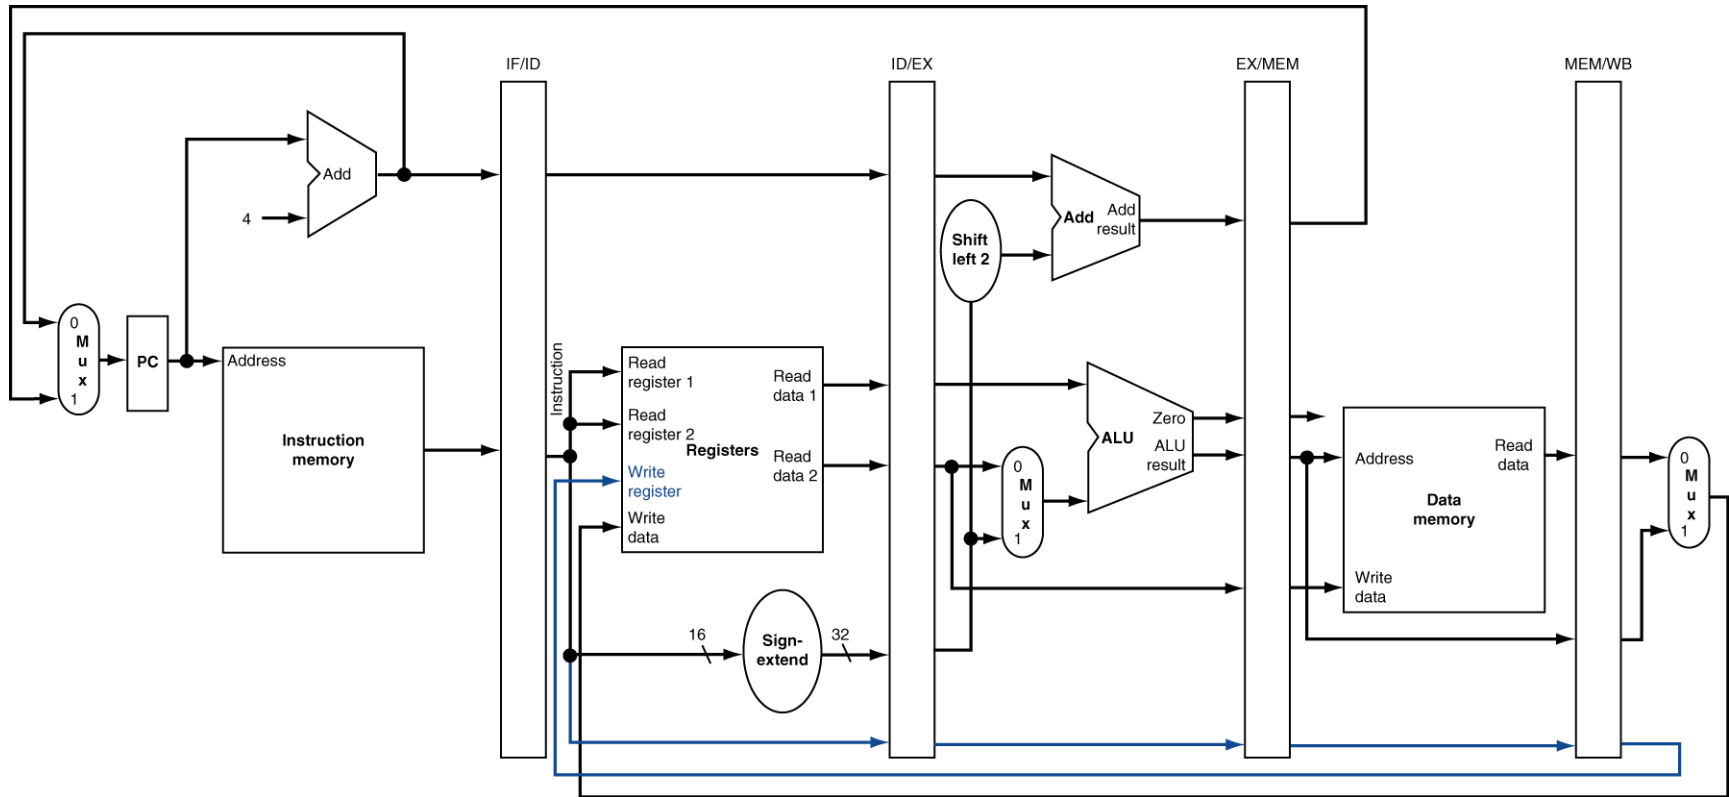 IF/ID
ID/EX
EX/MEM
MEM/WB
Add
4
Add
Add
result
Shift
left 2
0
M
u
x
1
PC
Address
Instruction
memory
Instruction
Read
register 1
Read
register 2
Write
register
Write
data
Registers
Read
data 1
Read
data 2
16
Sign-
extend
32
0
M
u
x
1
ALU
Zero
ALU
result
Address
Write
data
Data
memory
Read
data
0
M
u
x
1